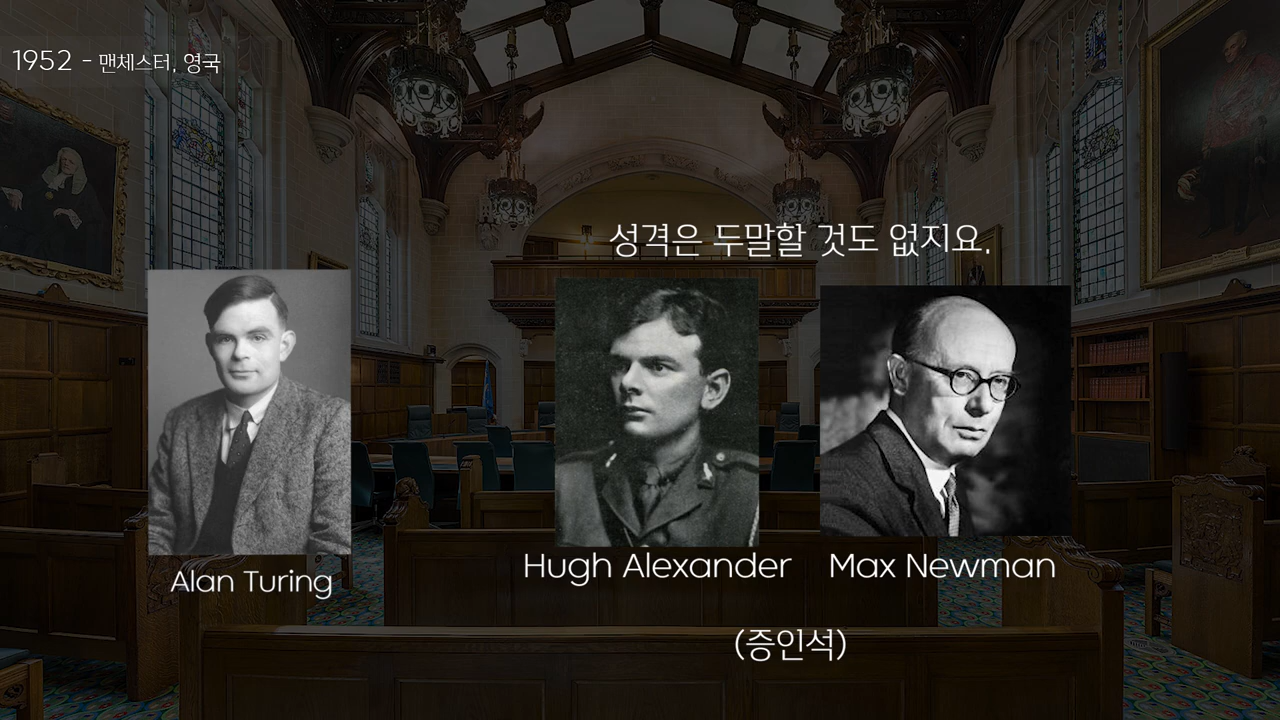 1952 - 맨체스터, 영국
성격은 두말할 것도 없지요.
Alan Turing
Hugh Alexander
Max Newman
(증인석)